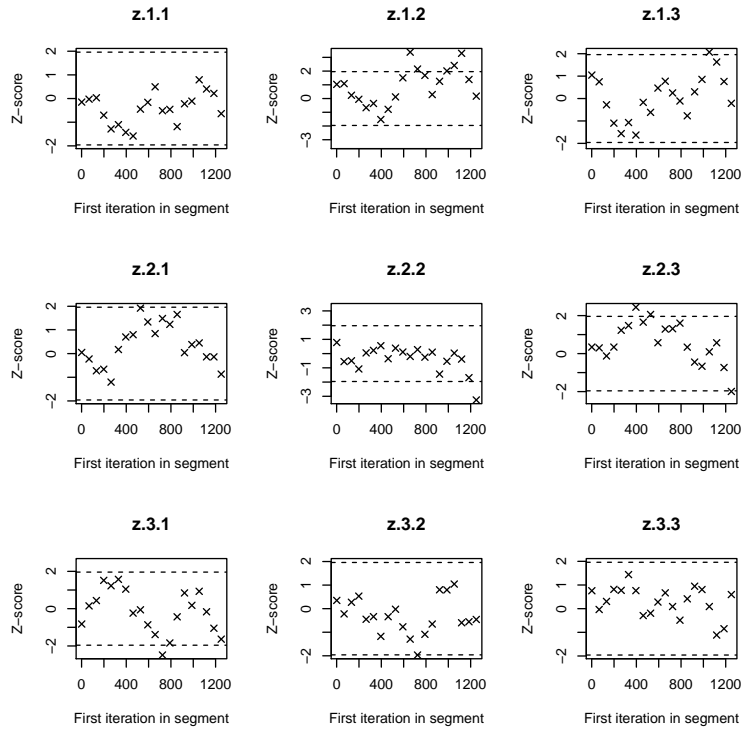 z.1.1
Z−score
2
0
−2
0 400 800 1200
First iteration in segment
z.1.2
Z−score
2
0
−3
0 400 800 1200
First iteration in segment
z.1.3
Z−score
2
0
−2
0 400 800 1200
First iteration in segment
z.2.1
Z−score
2
1
0
−2
0 400 800 1200
First iteration in segment
z.2.2
Z−score
3
1
−1
−3
0 400 800 1200
First iteration in segment
z.2.3
Z−score
2
0
−2
0 400 800 1200
First iteration in segment
z.3.1
Z−score
2
0
−2
0 400 800 1200
First iteration in segment
z.3.2
Z−score
2
1
0
−2
0 400 800 1200
First iteration in segment
z.3.3
Z−score
2
1
0
−2
0 400 800 1200
First iteration in segment